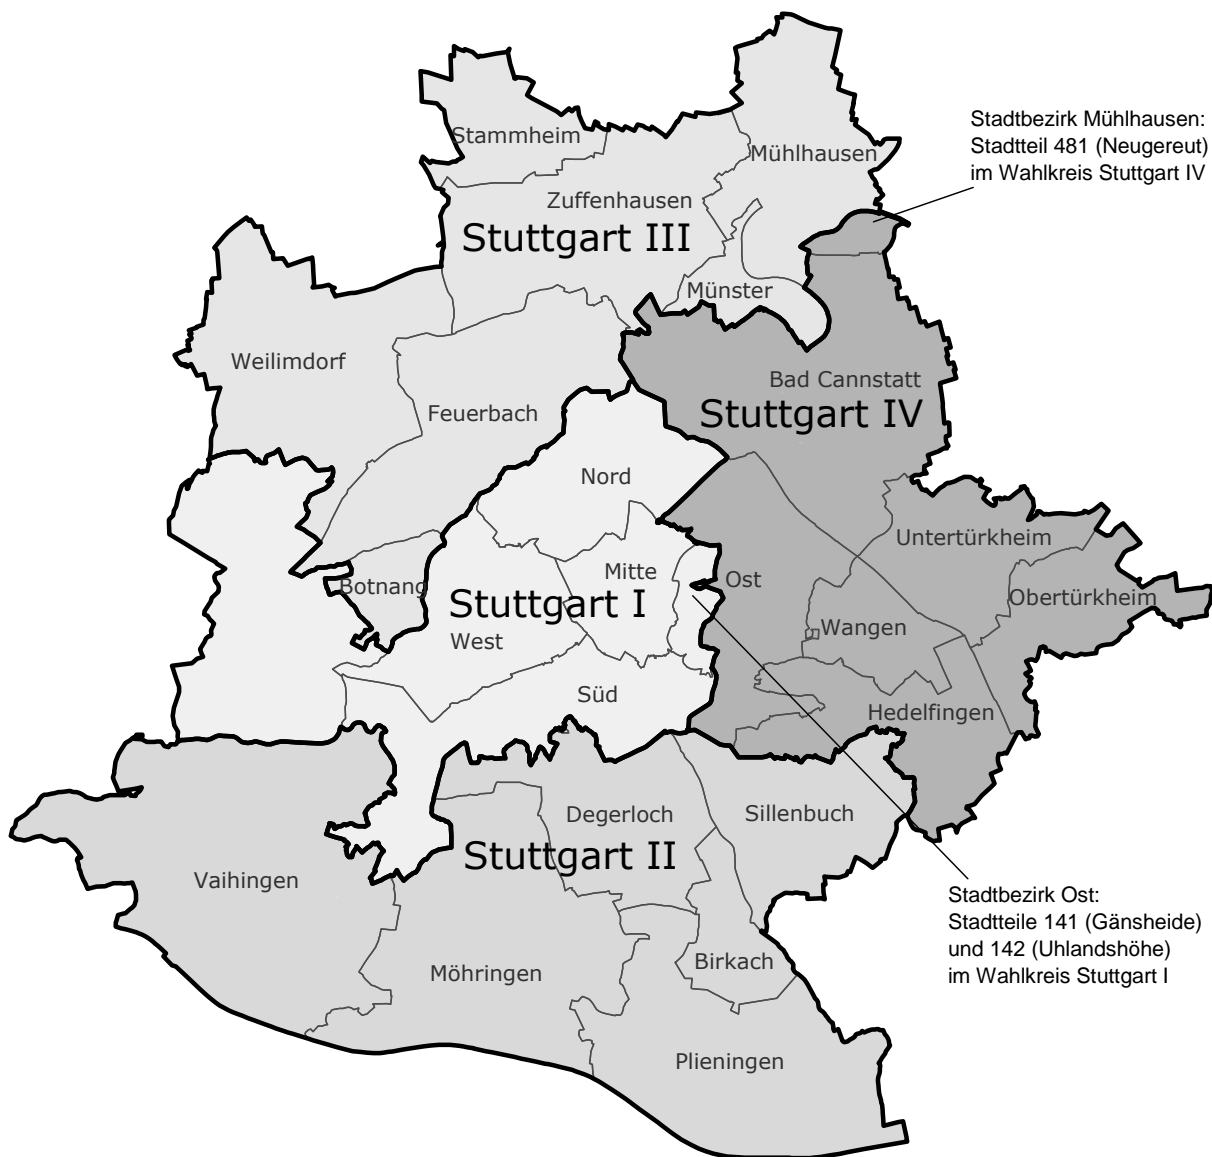 Stadtbezirk Mühlhausen:
Stadtteil 481 (Neugereut)
im Wahlkreis Stuttgart IV
Stammheim
Mühlhausen
Zuffenhausen
Stuttgart III
Münster
Weilimdorf
Bad Cannstatt
Feuerbach
Stuttgart IV
Nord
Untertürkheim
Mitte
Ost
Botnang
Obertürkheim
Stuttgart I
West
Wangen
Süd
Hedelfingen
Degerloch
Sillenbuch
Stuttgart II
Vaihingen
Stadtbezirk Ost:
Stadtteile 141 (Gänsheide)
und 142 (Uhlandshöhe)
im Wahlkreis Stuttgart I
Birkach
Möhringen
Plieningen